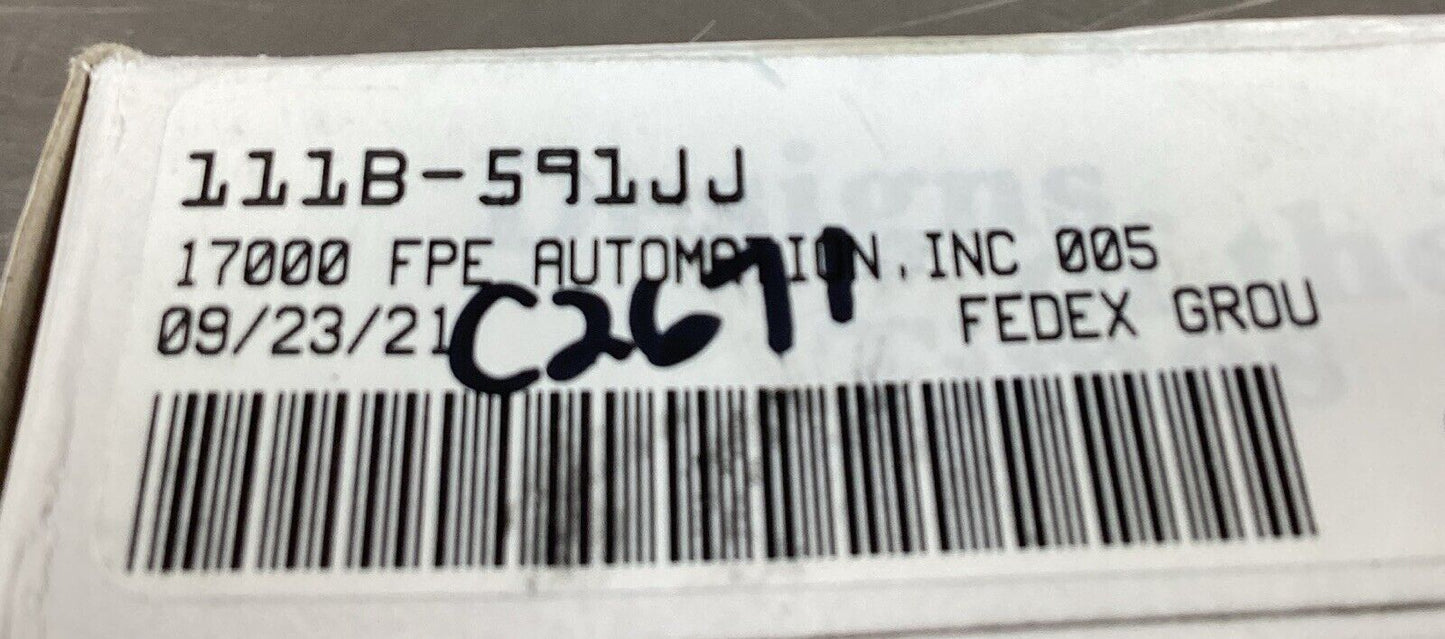 111B-591JJ
17000 FPE AUTOMATION, INC 005
09/23/21 FEDEX GROU
C2671